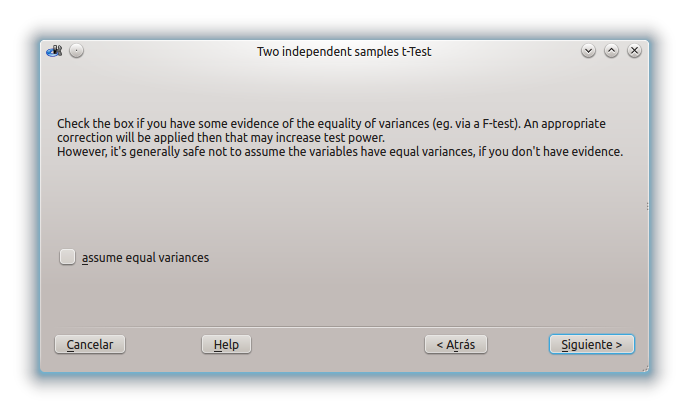 Two independent samples t-Test
Check the box if you have some evidence of the equality of variances (eg. via a F-test). An appropriate
correction will be applied then that may increase test power.
However, it's generally safe not to assume the variables have equal variances, if you don't have evidence.
assume equal variances
Cancelar
Help
< Atrás
Siguiente >